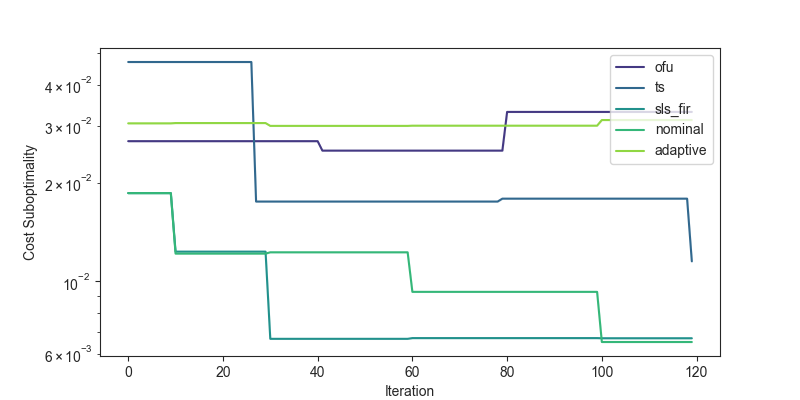 Cost Suboptimality
4 × 10⁻²
3 × 10⁻²
2 × 10⁻²
10⁻²
6 × 10⁻³
ofu
ts
sls_fir
nominal
adaptive
0 20 40 60 80 100 120
Iteration